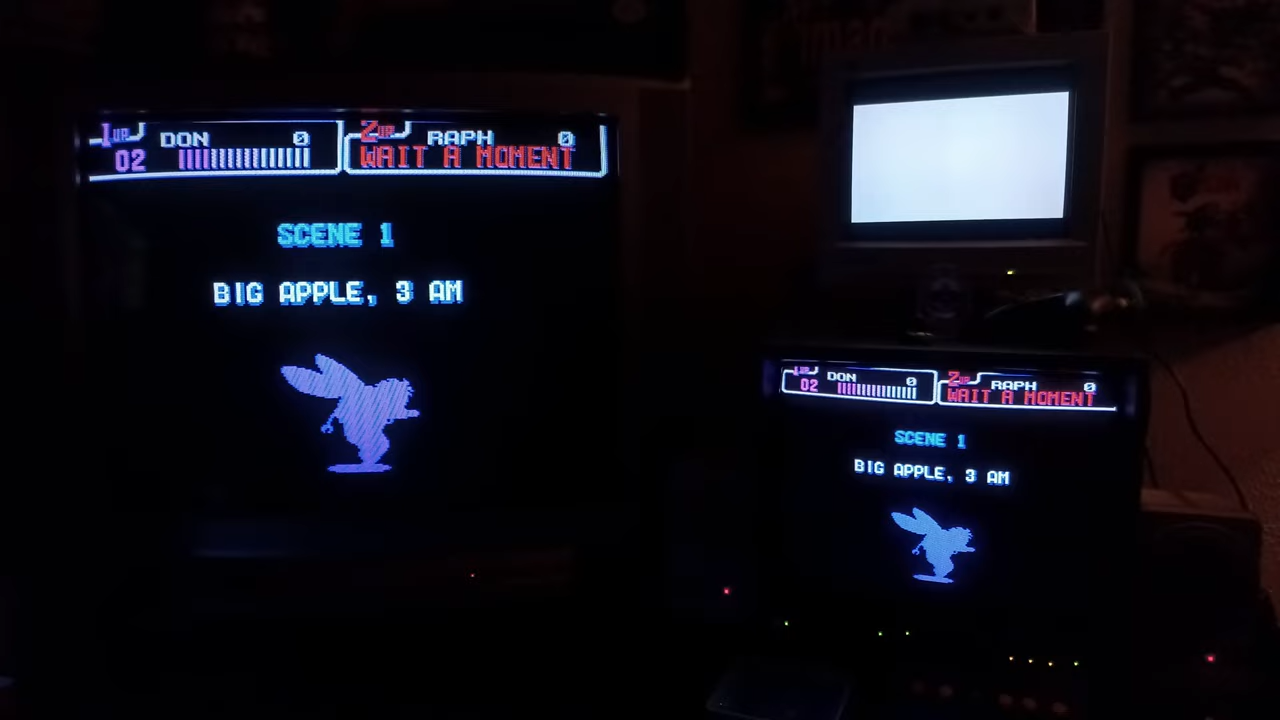 1UP DON 0
02
2UP RAPH 0
WAIT A MOMENT
SCENE 1
BIG APPLE, 3 AM
1UP DON 0
02
2UP RAPH 0
WAIT A MOMENT
SCENE 1
BIG APPLE, 3 AM